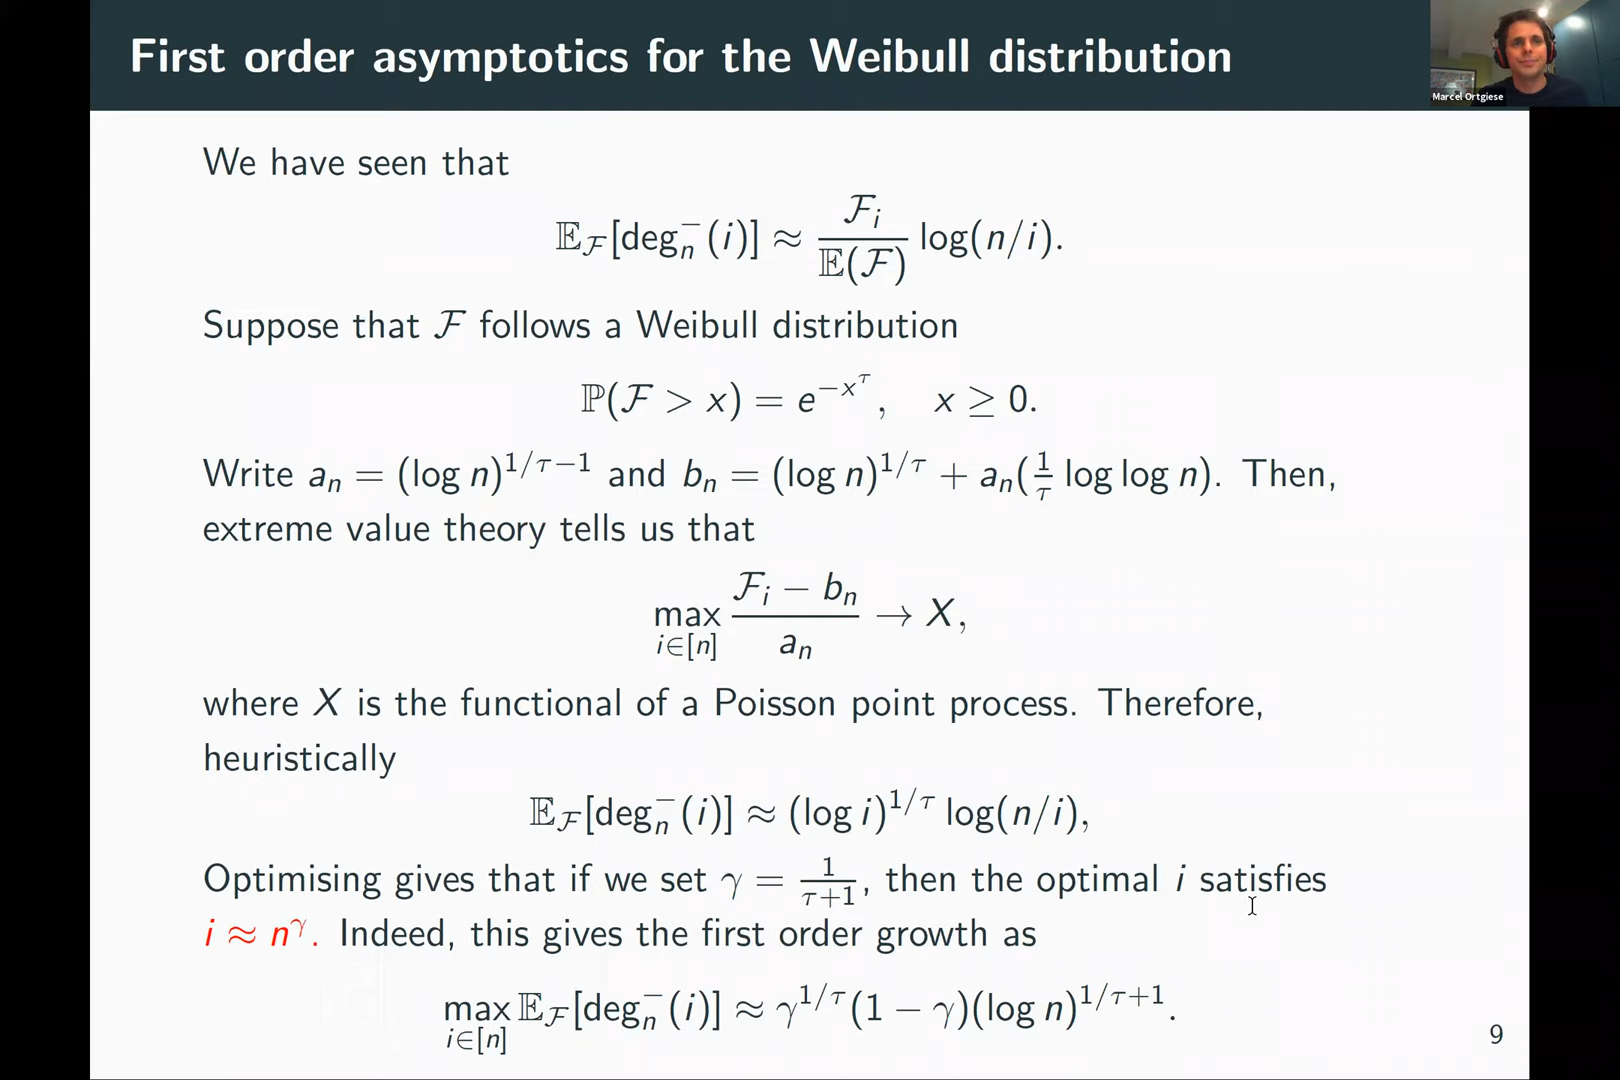 First order asymptotics for the Weibull distribution
Marcel Ortgiese
We have seen that
𝔼_ℱ[deg_n^−(i)] ≈ ℱ_i / 𝔼(ℱ) log(n/i).
Suppose that ℱ follows a Weibull distribution
ℙ(ℱ > x) = e^{−x^τ}, x ≥ 0.
Write a_n = (log n)^{1/τ−1} and b_n = (log n)^{1/τ} + a_n(1/τ log log n). Then,
extreme value theory tells us that
max_{i∈[n]} (ℱ_i − b_n) / a_n → X,
where X is the functional of a Poisson point process. Therefore,
heuristically
𝔼_ℱ[deg_n^−(i)] ≈ (log i)^{1/τ} log(n/i),
Optimising gives that if we set γ = 1/(τ+1), then the optimal i satisfies
i ≈ n^γ. Indeed, this gives the first order growth as
max_{i∈[n]} 𝔼_ℱ[deg_n^−(i)] ≈ γ^{1/τ}(1 − γ)(log n)^{1/τ+1}.
9